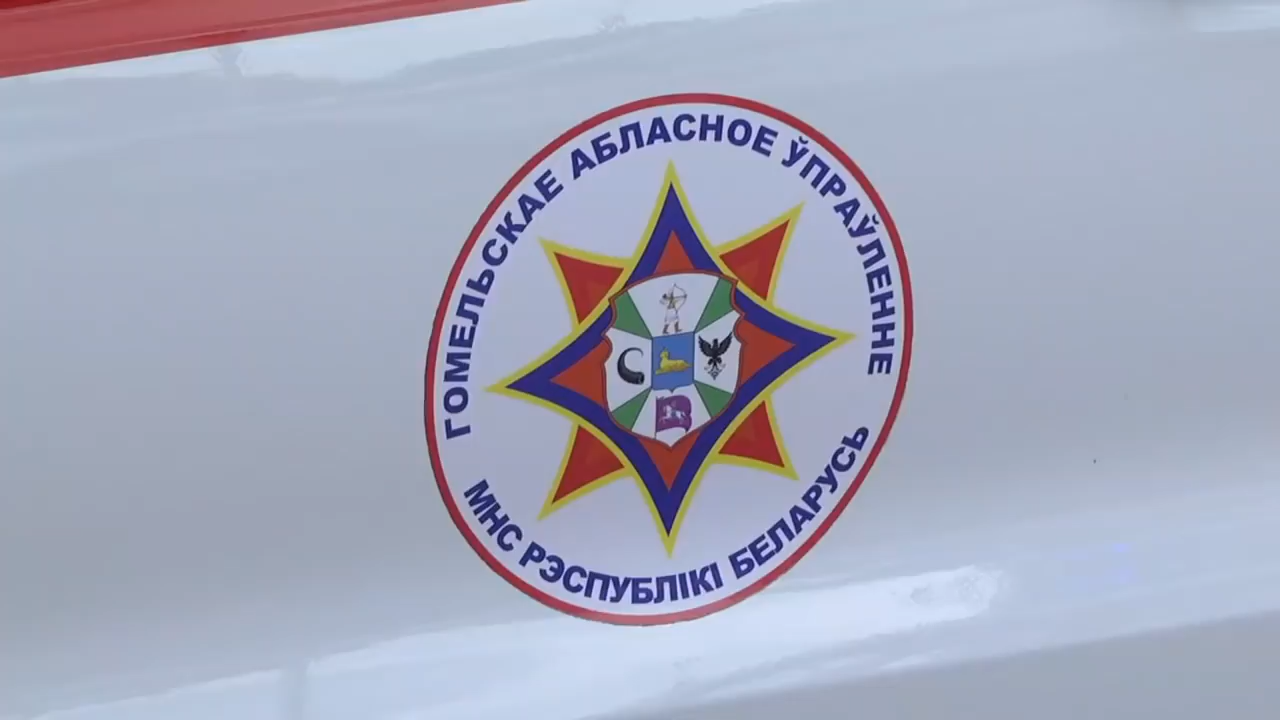 ГОМЕЛЬСКАЕ АБЛАСНОЕ ЎПРАЎЛЕННЕ
МНС РЭСПУБЛІКІ БЕЛАРУСЬ